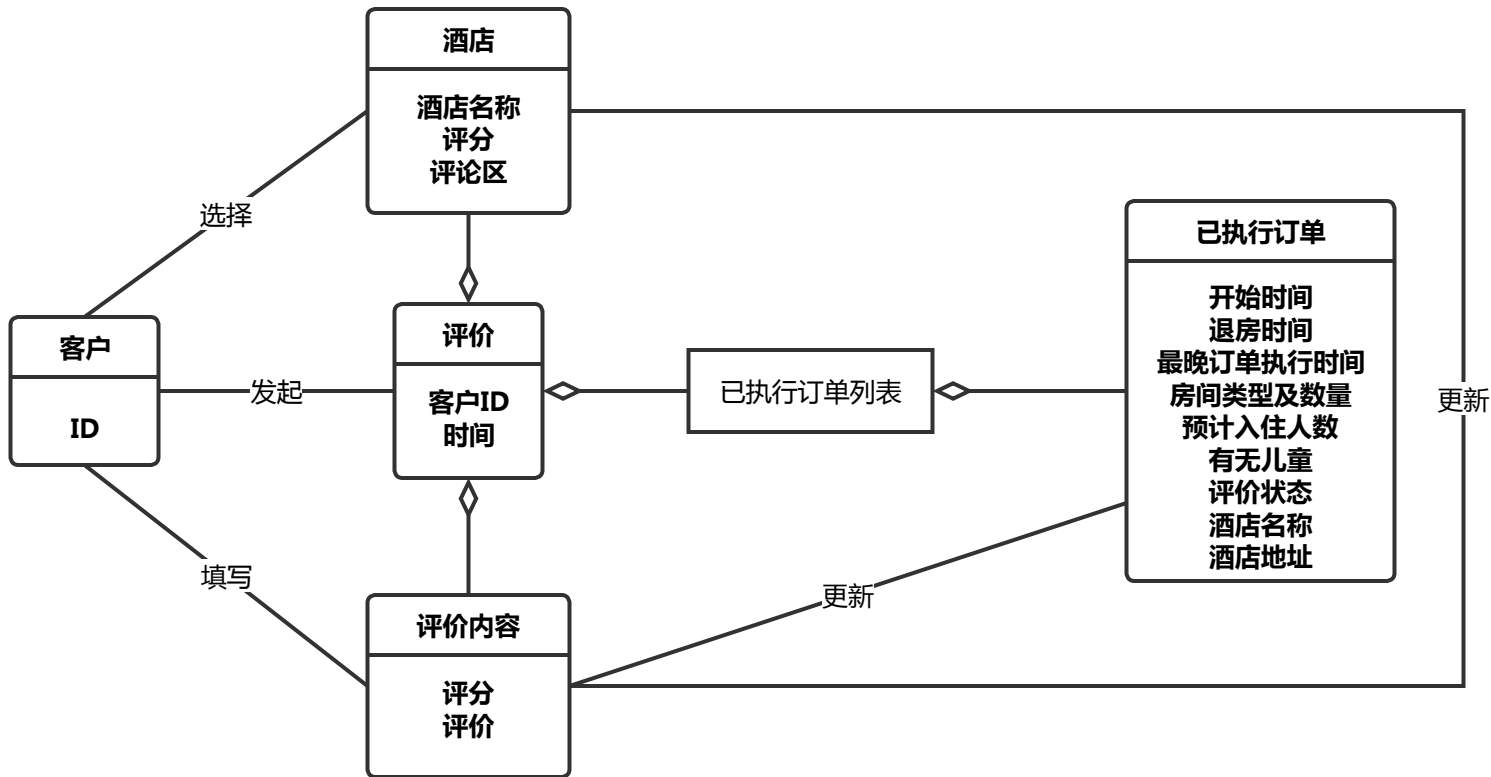 酒店
酒店名称
评分
评论区
选择
已执行订单
开始时间
退房时间
最晚订单执行时间
房间类型及数量
预计入住人数
有无儿童
评价状态
酒店名称
酒店地址
客户
ID
发起
评价
客户ID
时间
已执行订单列表
更新
填写
更新
评价内容
评分
评价